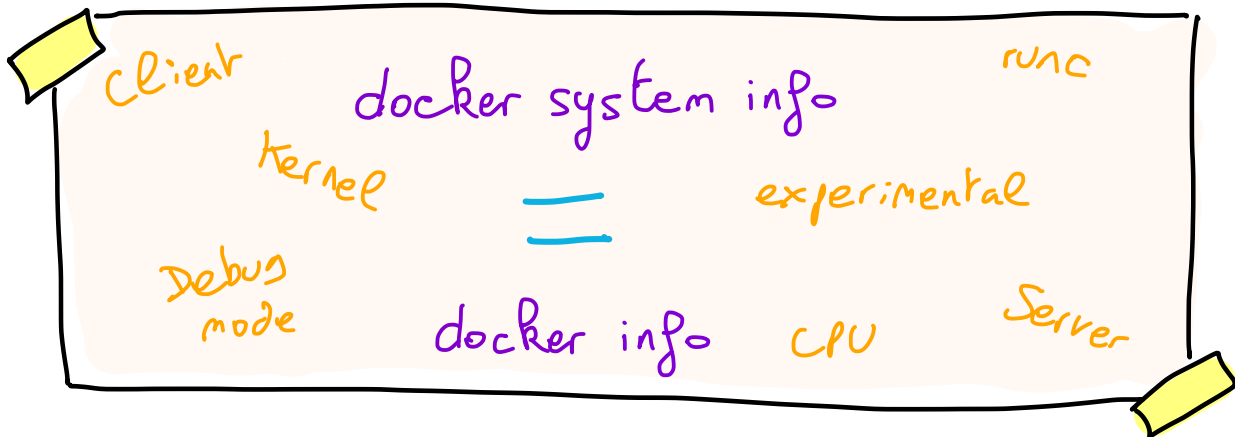 client
runc
docker system info
Kernel
=
experimental
Debug
mode
docker info
CPU
Server